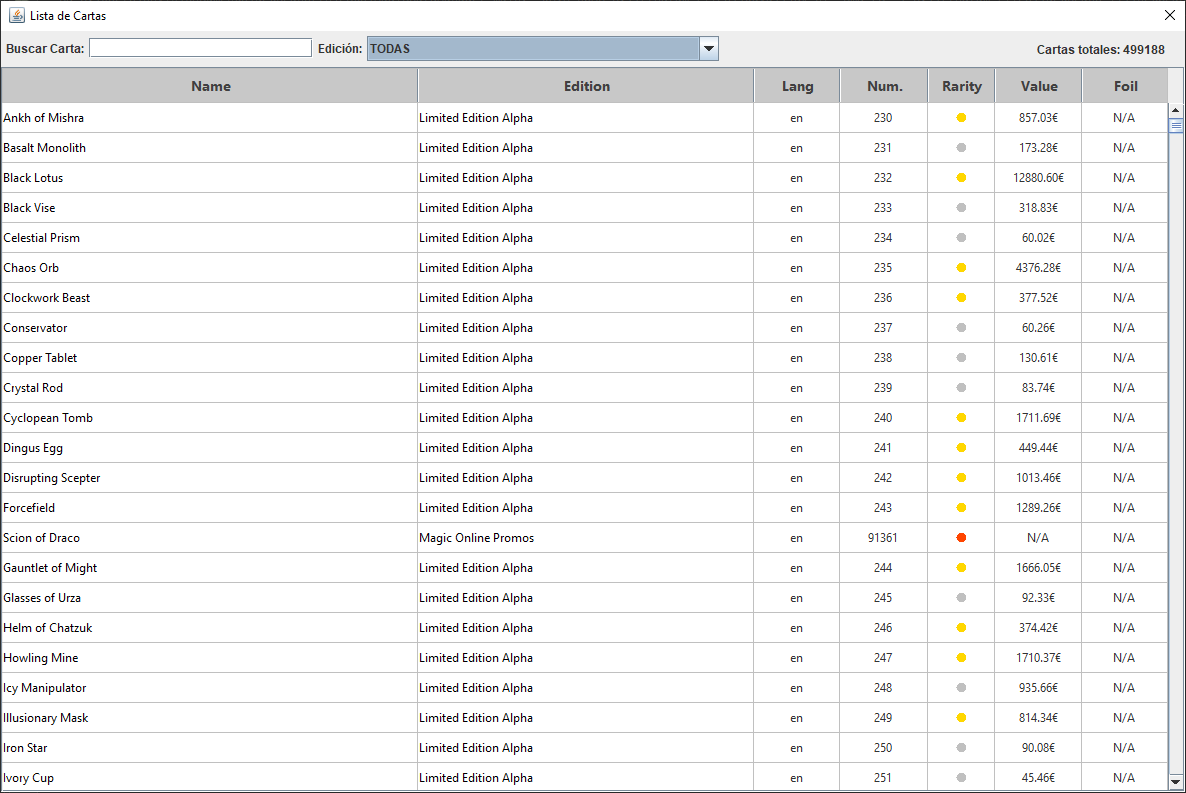 Lista de Cartas
Buscar Carta: Edición: TODAS Cartas totales: 499188
Name Edition Lang Num. Rarity Value Foil
Ankh of Mishra Limited Edition Alpha en 230 857.03€ N/A
Basalt Monolith Limited Edition Alpha en 231 173.28€ N/A
Black Lotus Limited Edition Alpha en 232 12880.60€ N/A
Black Vise Limited Edition Alpha en 233 318.83€ N/A
Celestial Prism Limited Edition Alpha en 234 60.02€ N/A
Chaos Orb Limited Edition Alpha en 235 4376.28€ N/A
Clockwork Beast Limited Edition Alpha en 236 377.52€ N/A
Conservator Limited Edition Alpha en 237 60.26€ N/A
Copper Tablet Limited Edition Alpha en 238 130.61€ N/A
Crystal Rod Limited Edition Alpha en 239 83.74€ N/A
Cyclopean Tomb Limited Edition Alpha en 240 1711.69€ N/A
Dingus Egg Limited Edition Alpha en 241 449.44€ N/A
Disrupting Scepter Limited Edition Alpha en 242 1013.46€ N/A
Forcefield Limited Edition Alpha en 243 1289.26€ N/A
Scion of Draco Magic Online Promos en 91361 N/A N/A
Gauntlet of Might Limited Edition Alpha en 244 1666.05€ N/A
Glasses of Urza Limited Edition Alpha en 245 92.33€ N/A
Helm of Chatzuk Limited Edition Alpha en 246 374.42€ N/A
Howling Mine Limited Edition Alpha en 247 1710.37€ N/A
Icy Manipulator Limited Edition Alpha en 248 935.66€ N/A
Illusionary Mask Limited Edition Alpha en 249 814.34€ N/A
Iron Star Limited Edition Alpha en 250 90.08€ N/A
Ivory Cup Limited Edition Alpha en 251 45.46€ N/A